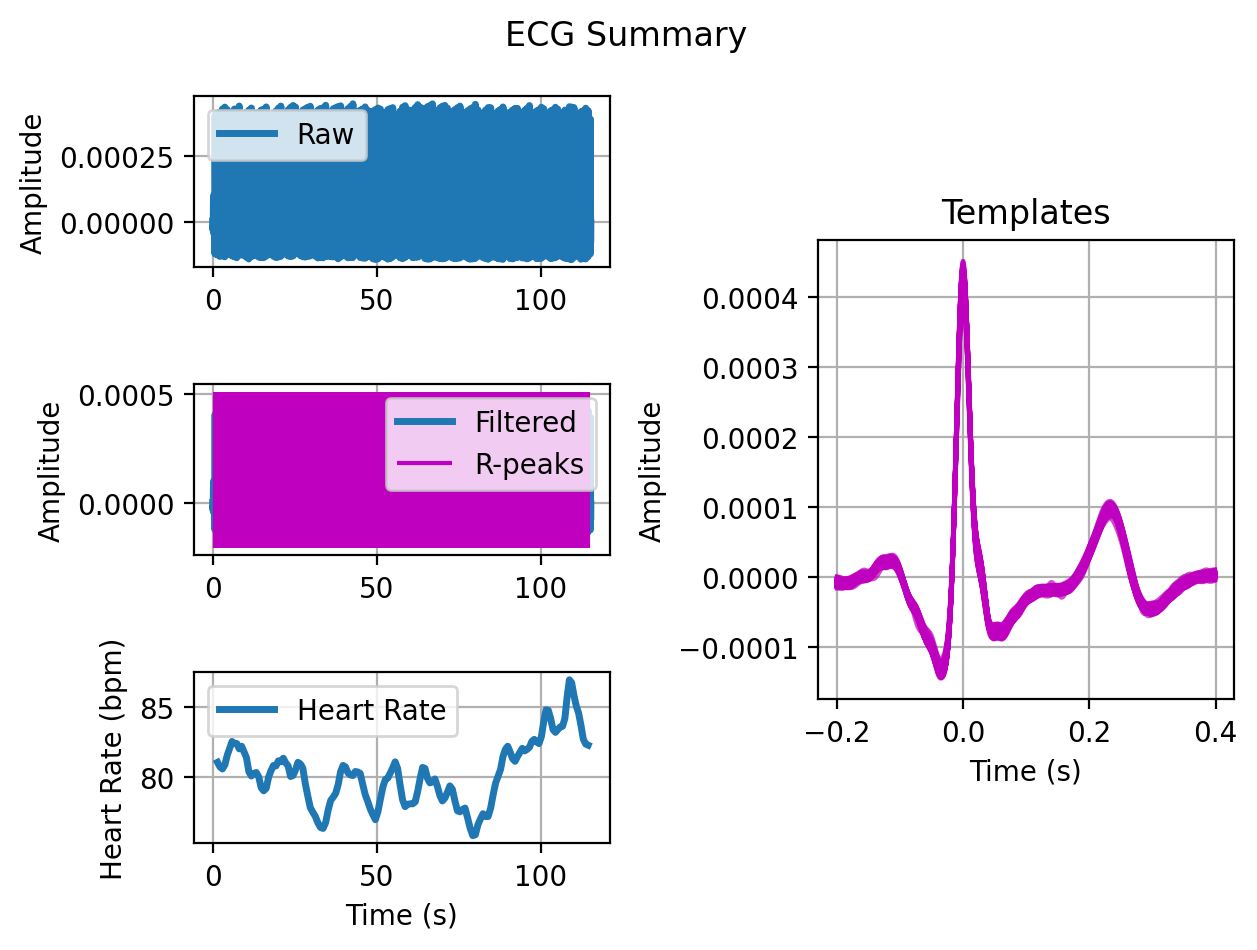 ECG Summary
Amplitude
0.00025
0.00000
Raw
0 50 100
Amplitude
0.0005
0.0000
Filtered
R-peaks
0 50 100
Heart Rate (bpm)
85
80
Heart Rate
0 50 100
Time (s)
Templates
Amplitude
0.0004
0.0003
0.0002
0.0001
0.0000
−0.0001
−0.2 0.0 0.2 0.4
Time (s)